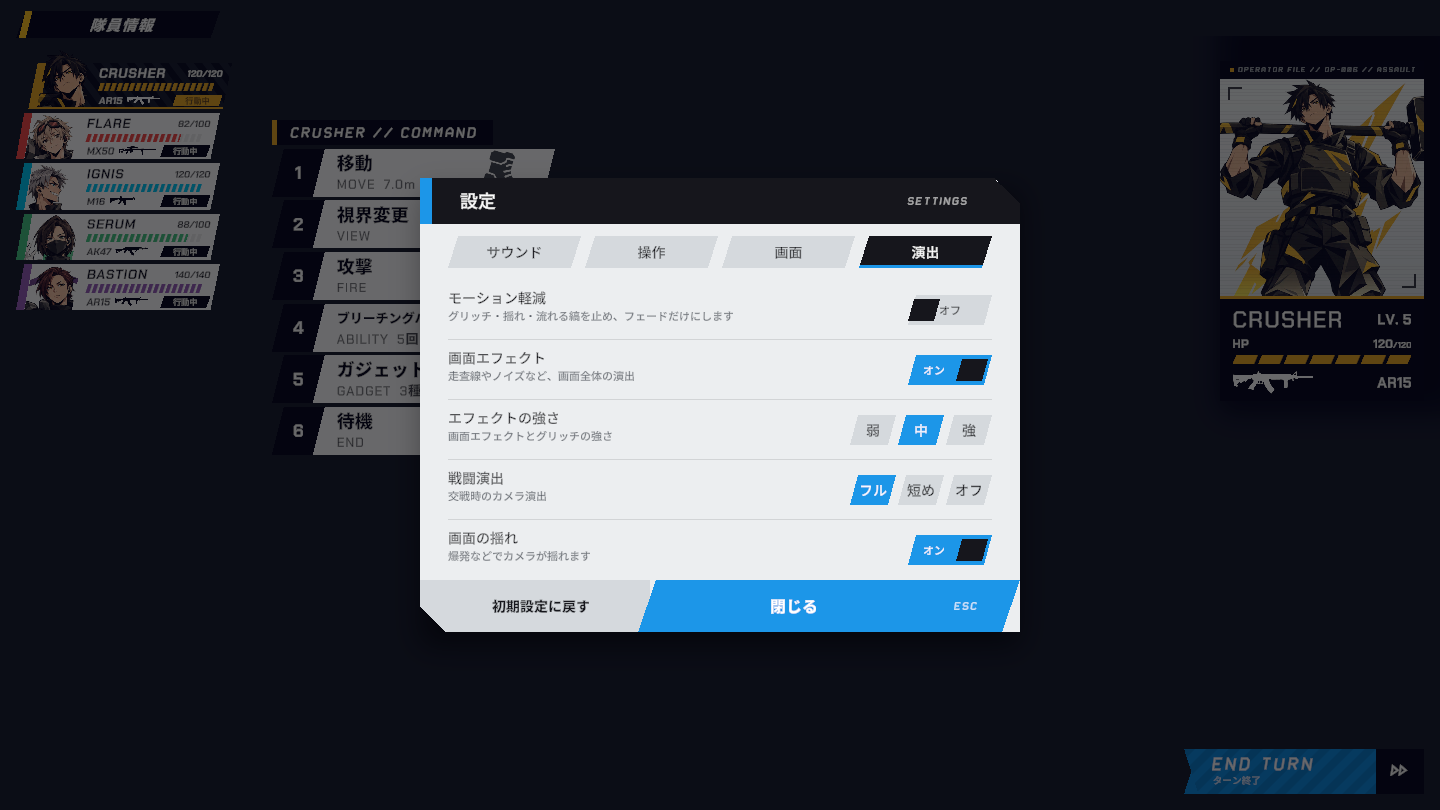 隊員情報
CRUSHER 120/120
AR15 行動中
FLARE 82/100
MX50 行動中
IGNIS 120/120
M16 行動中
SERUM 88/100
AK47 行動中
BASTION 140/140
AR15 行動中
CRUSHER // COMMAND
1 移動
MOVE 7.0m
2 視界変更
VIEW
3 攻撃
FIRE
4 ブリーチング
ABILITY 5回
5 ガジェット
GADGET 3種
6 待機
END
設定 SETTINGS
サウンド 操作 画面 演出
モーション軽減
グリッチ・揺れ・流れる縞を止め、フェードだけにします
オフ
画面エフェクト
走査線やノイズなど、画面全体の演出
オン
エフェクトの強さ
画面エフェクトとグリッチの強さ
弱 中 強
戦闘演出
交戦時のカメラ演出
フル 短め オフ
画面の揺れ
爆発などでカメラが揺れます
オン
初期設定に戻す 閉じる ESC
OPERATOR FILE // OP-006 // ASSAULT
CRUSHER LV. 5
HP 120/120
AR15
END TURN
ターン終了